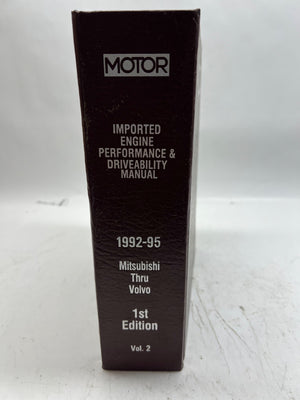 MOTOR
IMPORTED
ENGINE
PERFORMANCE &
DRIVEABILITY
MANUAL
1992-95
Mitsubishi
Thru
Volvo
1st
Edition
Vol. 2